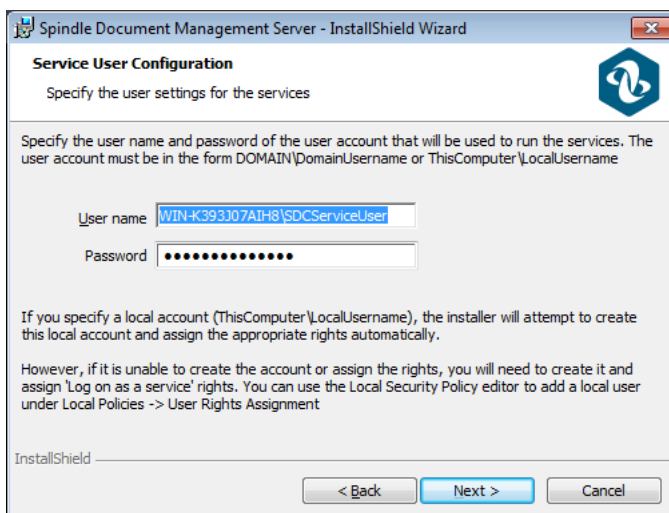 Spindle Document Management Server - InstallShield Wizard
Service User Configuration
Specify the user settings for the services
Specify the user name and password of the user account that will be used to run the services. The
user account must be in the form DOMAIN\DomainUsername or ThisComputer\LocalUsername
User name WIN-K393J07AIH8\SDCServiceUser
Password ••••••••••••••
If you specify a local account (ThisComputer\LocalUsername), the installer will attempt to create
this local account and assign the appropriate rights automatically.
However, if it is unable to create the account or assign the rights, you will need to create it and
assign 'Log on as a service' rights. You can use the Local Security Policy editor to add a local user
under Local Policies -> User Rights Assignment
InstallShield
< Back Next > Cancel